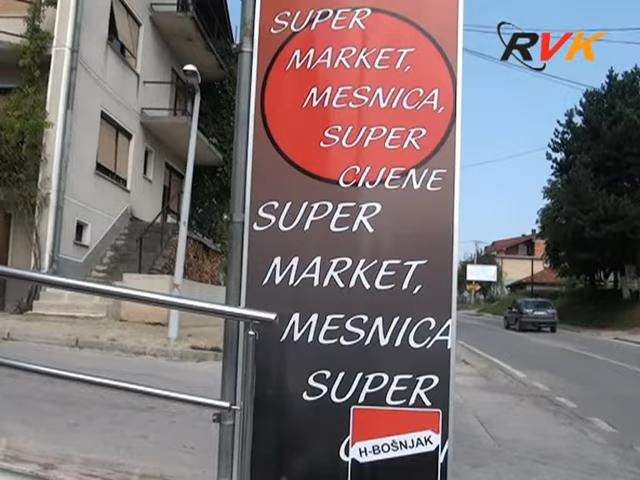 RVK
SUPER
MARKET,
MESNICA,
SUPER
CIJENE
SUPER
MARKET,
MESNICA
SUPER
H-BOŠNJAK